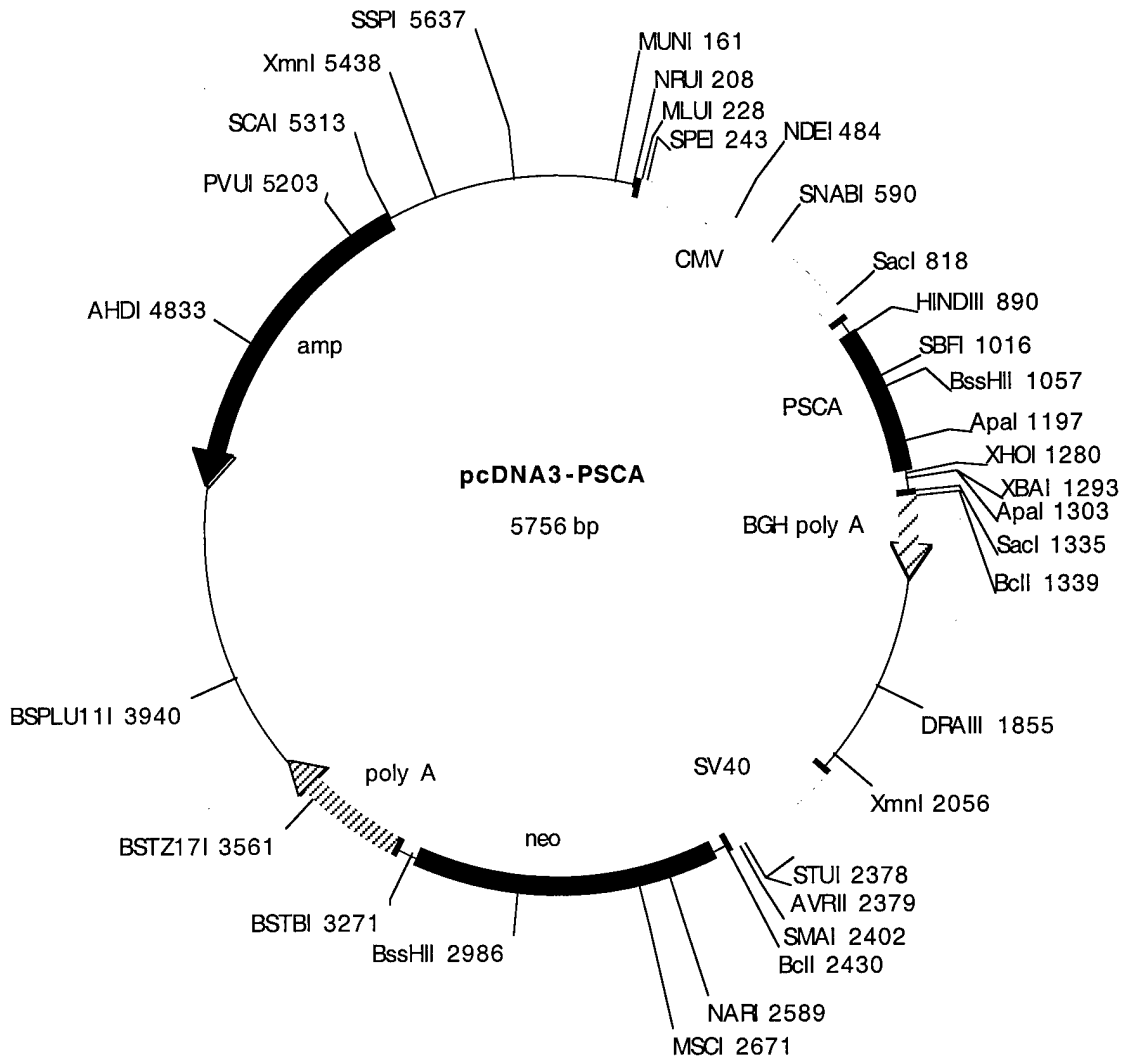 SSPI 5637
XmnI 5438
SCAI 5313
PVUI 5203
AHDI 4833
amp
MUNI 161
NRUI 208
MLUI 228
SPEI 243
NDEI 484
SNABI 590
CMV
SacI 818
HINDIII 890
SBFI 1016
BssHII 1057
PSCA
ApaI 1197
XHOI 1280
XBAI 1293
ApaI 1303
SacI 1335
BclI 1339
pcDNA3-PSCA
5756 bp
BGH poly A
DRAIII 1855
SV40
XmnI 2056
BSPLU11I 3940
poly A
BSTZ17I 3561
neo
STUI 2378
AVRII 2379
SMAI 2402
BclI 2430
BSTBI 3271
BssHII 2986
NARI 2589
MSCI 2671